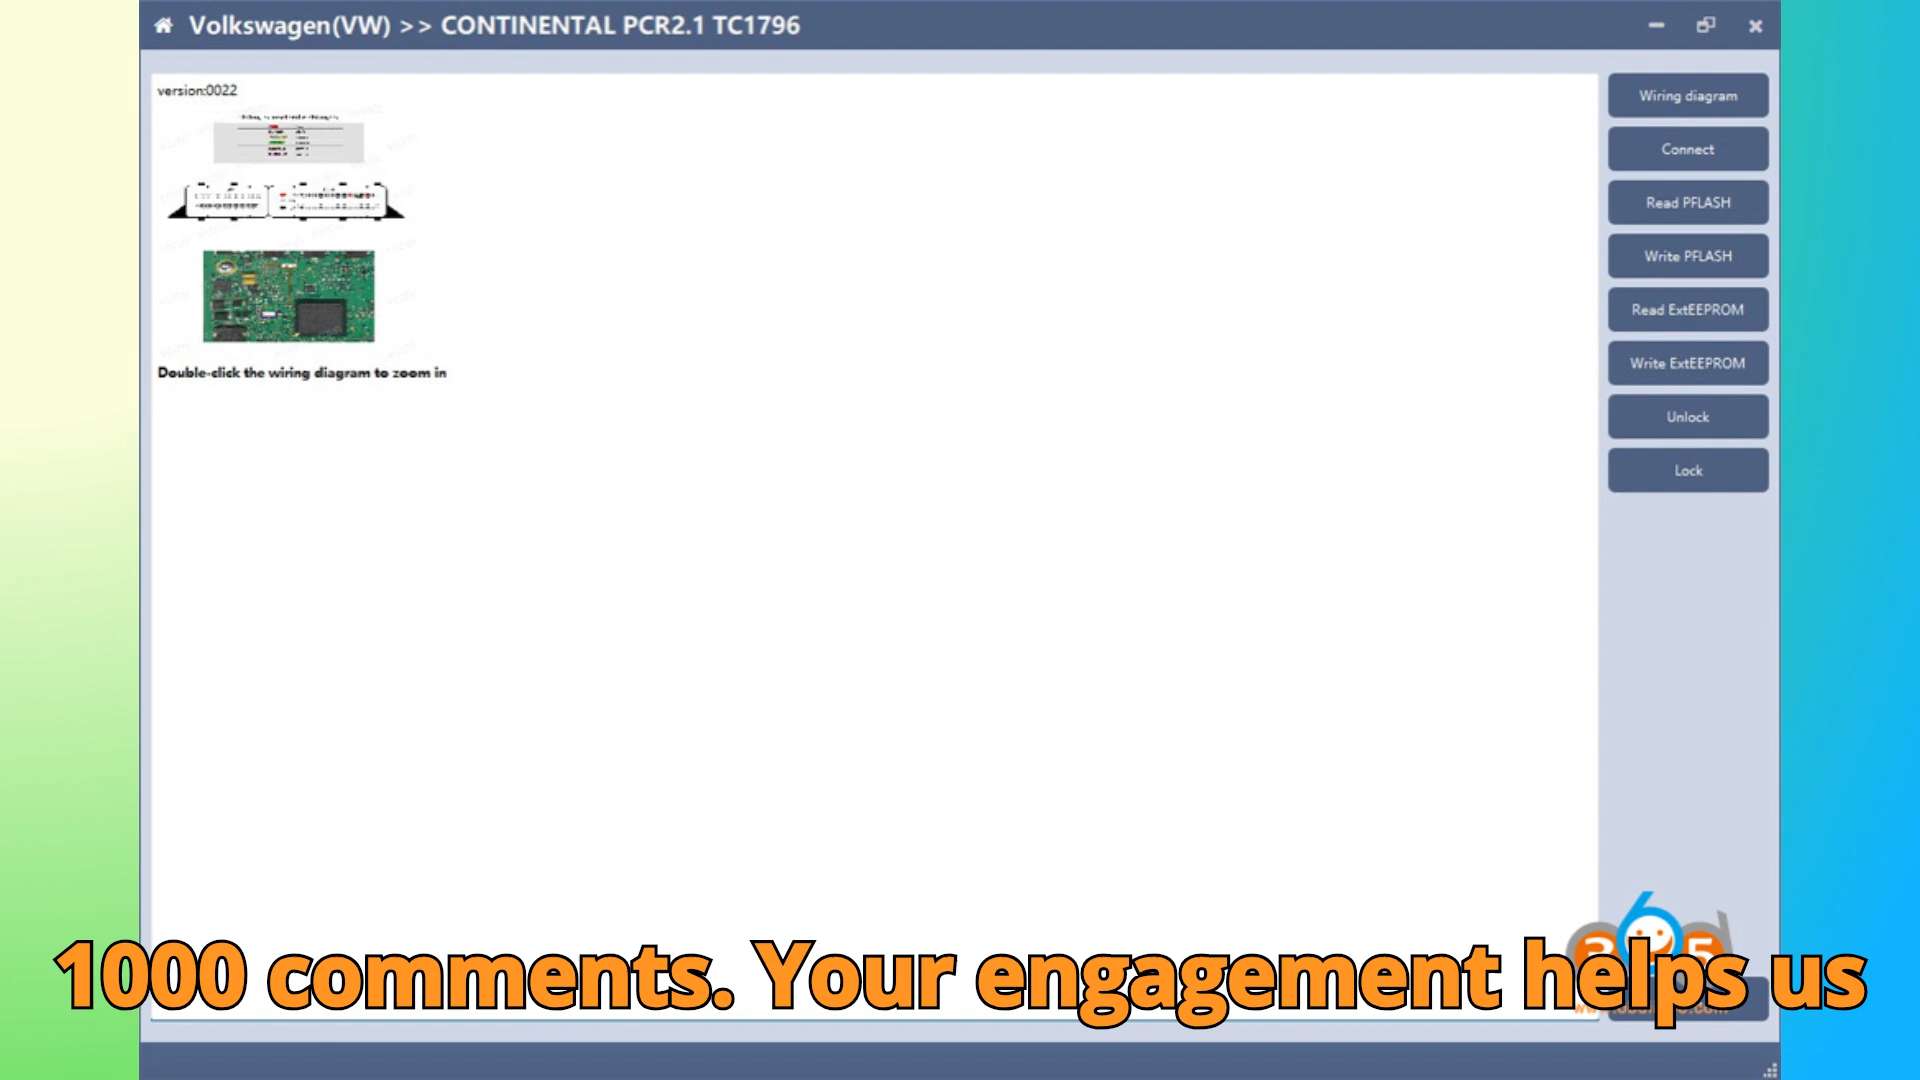 Volkswagen(VW) >> CONTINENTAL PCR2.1 TC1796
version:0022
Double-click the wiring diagram to zoom in
Wiring diagram
Connect
Read PFLASH
Write PFLASH
Read ExtEEPROM
Write ExtEEPROM
Unlock
Lock
1000 comments. Your engagement helps us